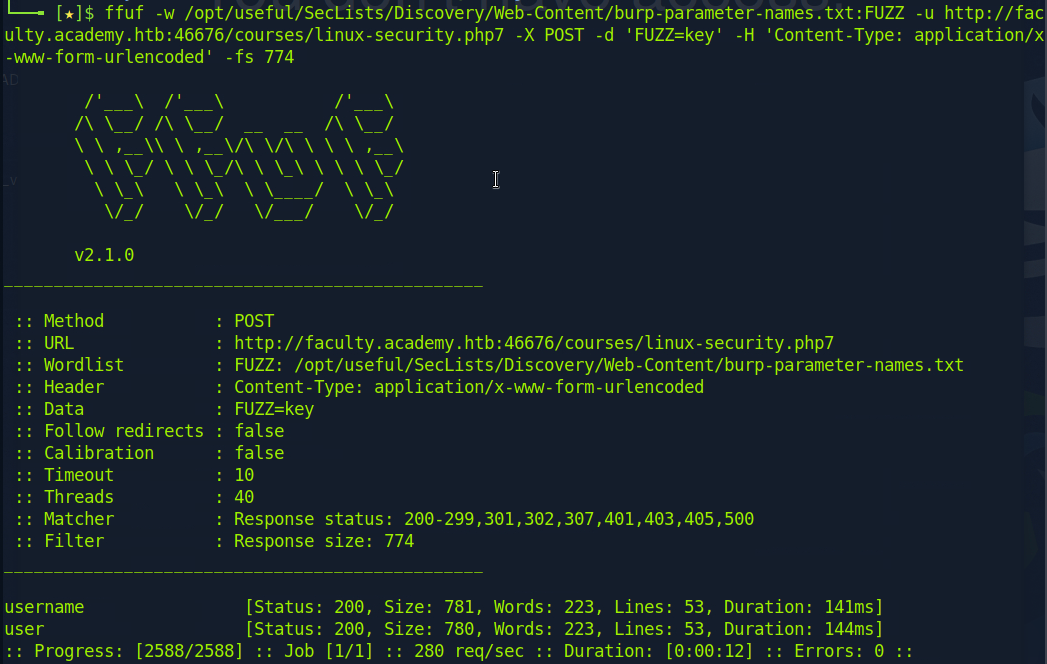 You don't have access.
└──╼ [★]$ ffuf -w /opt/useful/SecLists/Discovery/Web-Content/burp-parameter-names.txt:FUZZ -u http://fac
ulty.academy.htb:46676/courses/linux-security.php7 -X POST -d 'FUZZ=key' -H 'Content-Type: application/x
-www-form-urlencoded' -fs 774
        /'___\  /'___\           /'___\
       /\ \__/ /\ \__/  __  __  /\ \__/
       \ \ ,__\\ \ ,__\/\ \/\ \ \ \ ,__\
        \ \ \_/ \ \ \_/\ \ \_\ \ \ \ \_/
         \ \_\   \ \_\  \ \____/  \ \_\
          \/_/    \/_/   \/___/    \/_/
       v2.1.0
________________________________________________
 :: Method           : POST
 :: URL              : http://faculty.academy.htb:46676/courses/linux-security.php7
 :: Wordlist         : FUZZ: /opt/useful/SecLists/Discovery/Web-Content/burp-parameter-names.txt
 :: Header           : Content-Type: application/x-www-form-urlencoded
 :: Data             : FUZZ=key
 :: Follow redirects : false
 :: Calibration      : false
 :: Timeout          : 10
 :: Threads          : 40
 :: Matcher          : Response status: 200-299,301,302,307,401,403,405,500
 :: Filter           : Response size: 774
________________________________________________
username                [Status: 200, Size: 781, Words: 223, Lines: 53, Duration: 141ms]
user                    [Status: 200, Size: 780, Words: 223, Lines: 53, Duration: 144ms]
:: Progress: [2588/2588] :: Job [1/1] :: 280 req/sec :: Duration: [0:00:12] :: Errors: 0 ::